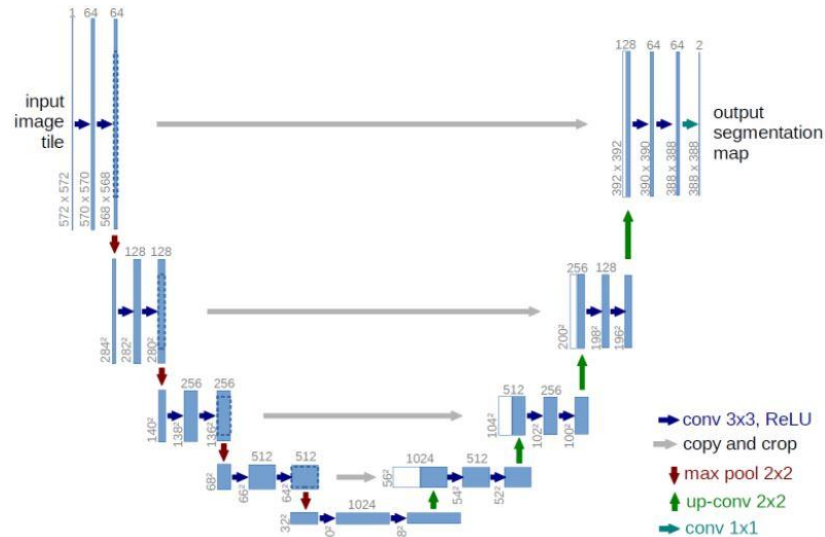 1 64 64
128 64 64 2
input
image
tile
output
segmentation
map
572 x 572
570 x 570
568 x 568
392 x 392
390 x 390
388 x 388
388 x 388
128 128
256 128
284²
282²
280²
200²
198²
196²
256 256
512 256
140²
138²
136²
104²
102²
100²
512 512
1024 512
68²
66²
64²
56²
54²
52²
1024
32²
0²
8²
conv 3x3, ReLU
copy and crop
max pool 2x2
up-conv 2x2
conv 1x1